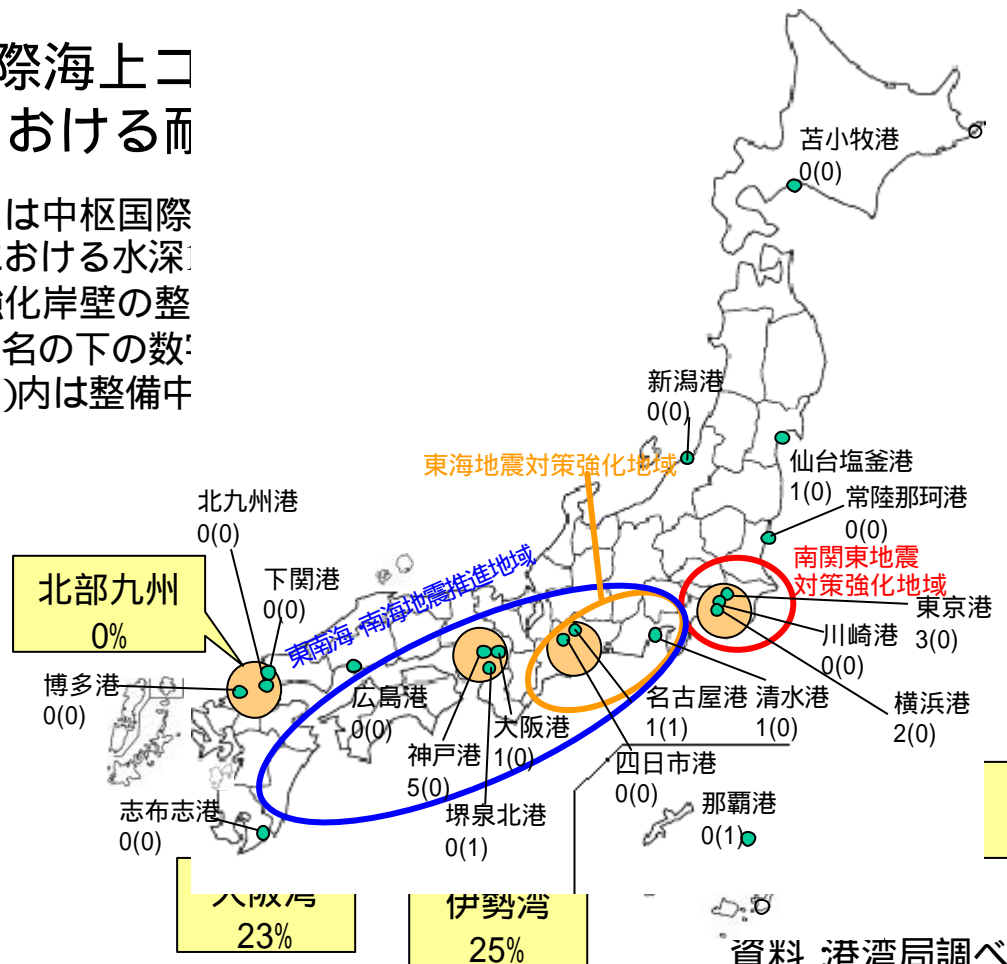 際海上コ
おける耐
は中枢国際
おける水深
強化岸壁の整
名の下の数字
)内は整備中
苫小牧港
0(0)
新潟港
0(0)
東海地震対策強化地域
仙台塩釜港
1(0)
常陸那珂港
0(0)
北九州港
0(0)
南関東地震
対策強化地域
北部九州
0%
下関港
0(0)
東南海・南海地震推進地域
東京港
3(0)
川崎港
0(0)
博多港
0(0)
広島港
0(0)
名古屋港
1(1)
清水港
1(0)
横浜港
2(0)
大阪港
1(0)
神戸港
5(0)
四日市港
0(0)
堺泉北港
0(1)
那覇港
0(1)
志布志港
0(0)
大阪湾
23%
伊勢湾
25%
資料 港湾局調べ